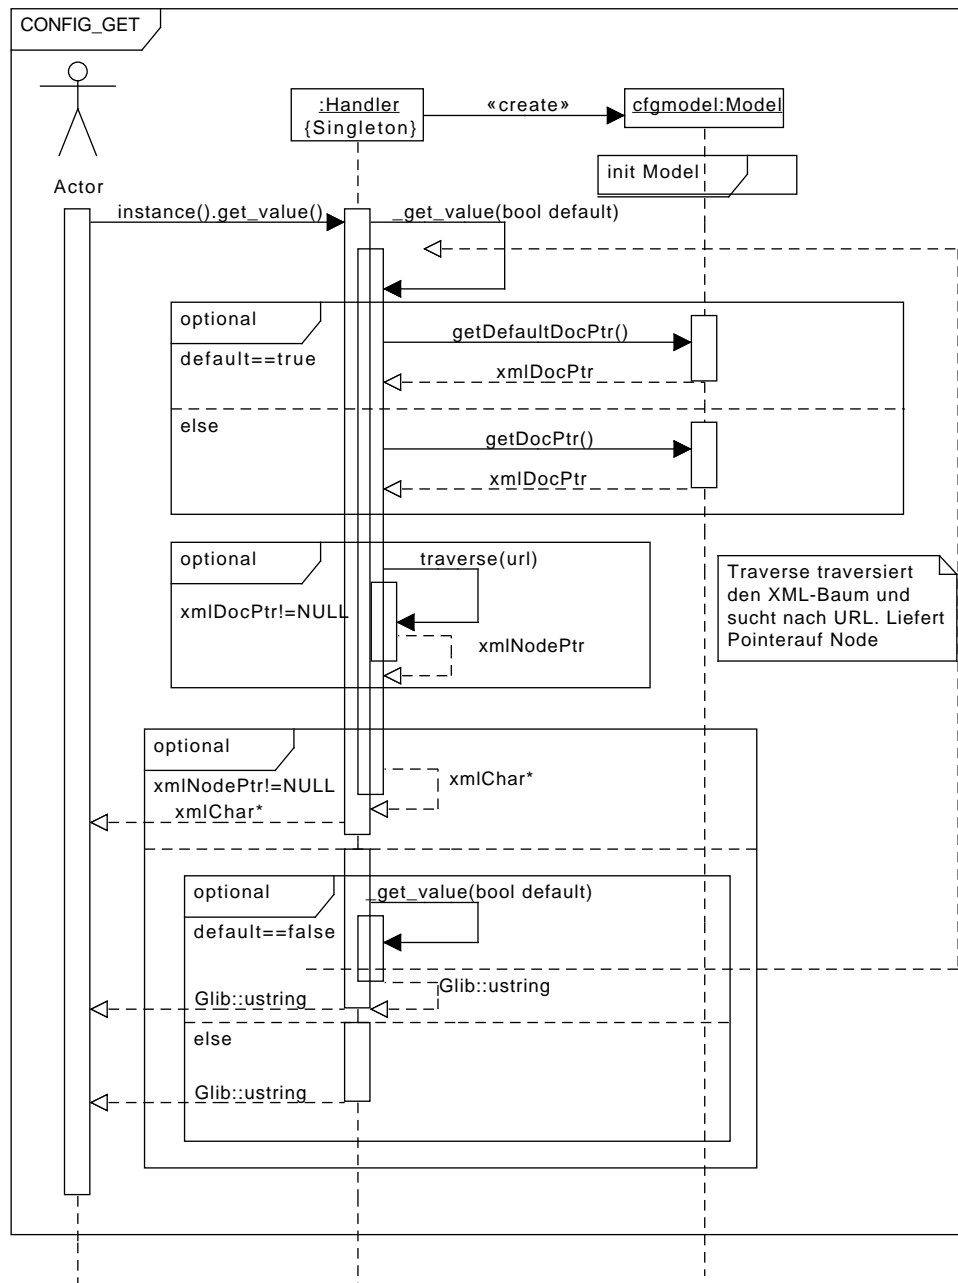 CONFIG_GET
:Handler
{Singleton}
«create»
cfgmodel:Model
init Model
Actor
instance().get_value()
_get_value(bool default)
optional
default==true
getDefaultDocPtr()
xmlDocPtr
else
getDocPtr()
xmlDocPtr
optional
xmlDocPtr!=NULL
traverse(url)
xmlNodePtr
Traverse traversiert
den XML-Baum und
sucht nach URL. Liefert
Pointerauf Node
optional
xmlNodePtr!=NULL
xmlChar*
xmlChar*
optional
default==false
_get_value(bool default)
Glib::ustring
Glib::ustring
else
Glib::ustring